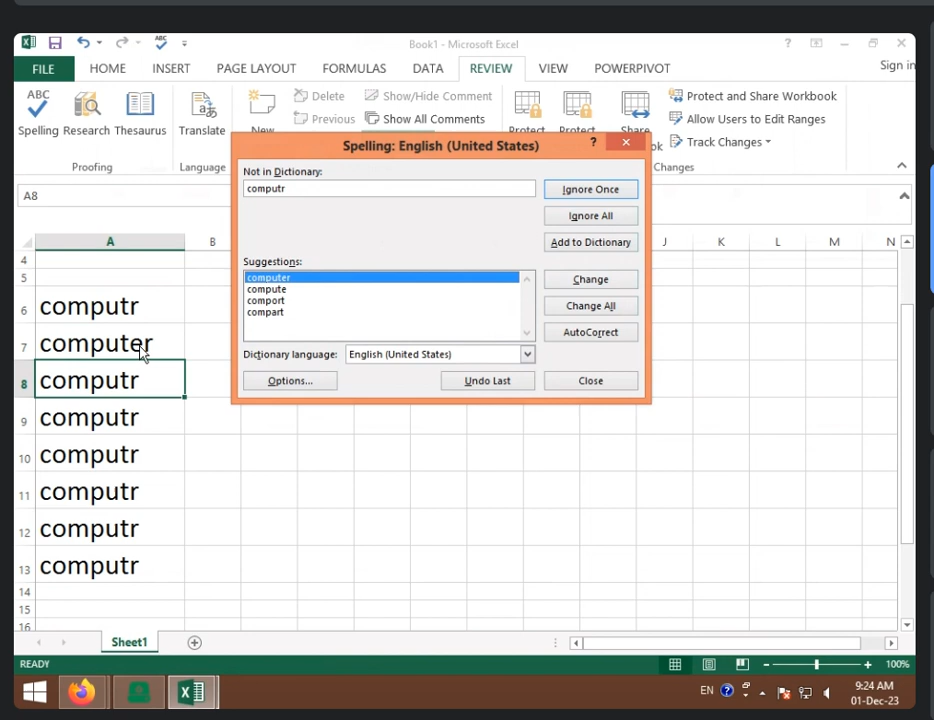 Book1 - Microsoft Excel
FILE HOME INSERT PAGE LAYOUT FORMULAS DATA REVIEW VIEW POWERPIVOT Sign in
ABC
Spelling Research Thesaurus
Proofing
Translate
Language
New
Delete
Previous
Show/Hide Comment
Show All Comments
Protect Protect Share
Protect and Share Workbook
Allow Users to Edit Ranges
Track Changes
Changes
A8
Spelling: English (United States)
Not in Dictionary:
computr
Ignore Once
Ignore All
Add to Dictionary
Suggestions:
computer
compute
comport
compart
Change
Change All
AutoCorrect
Dictionary language: English (United States)
Options... Undo Last Close
A B J K L M N
4
5
6 computr
7 computer
8 computr
9 computr
10 computr
11 computr
12 computr
13 computr
14
15
16
Sheet1
READY 100%
EN 9:24 AM
01-Dec-23